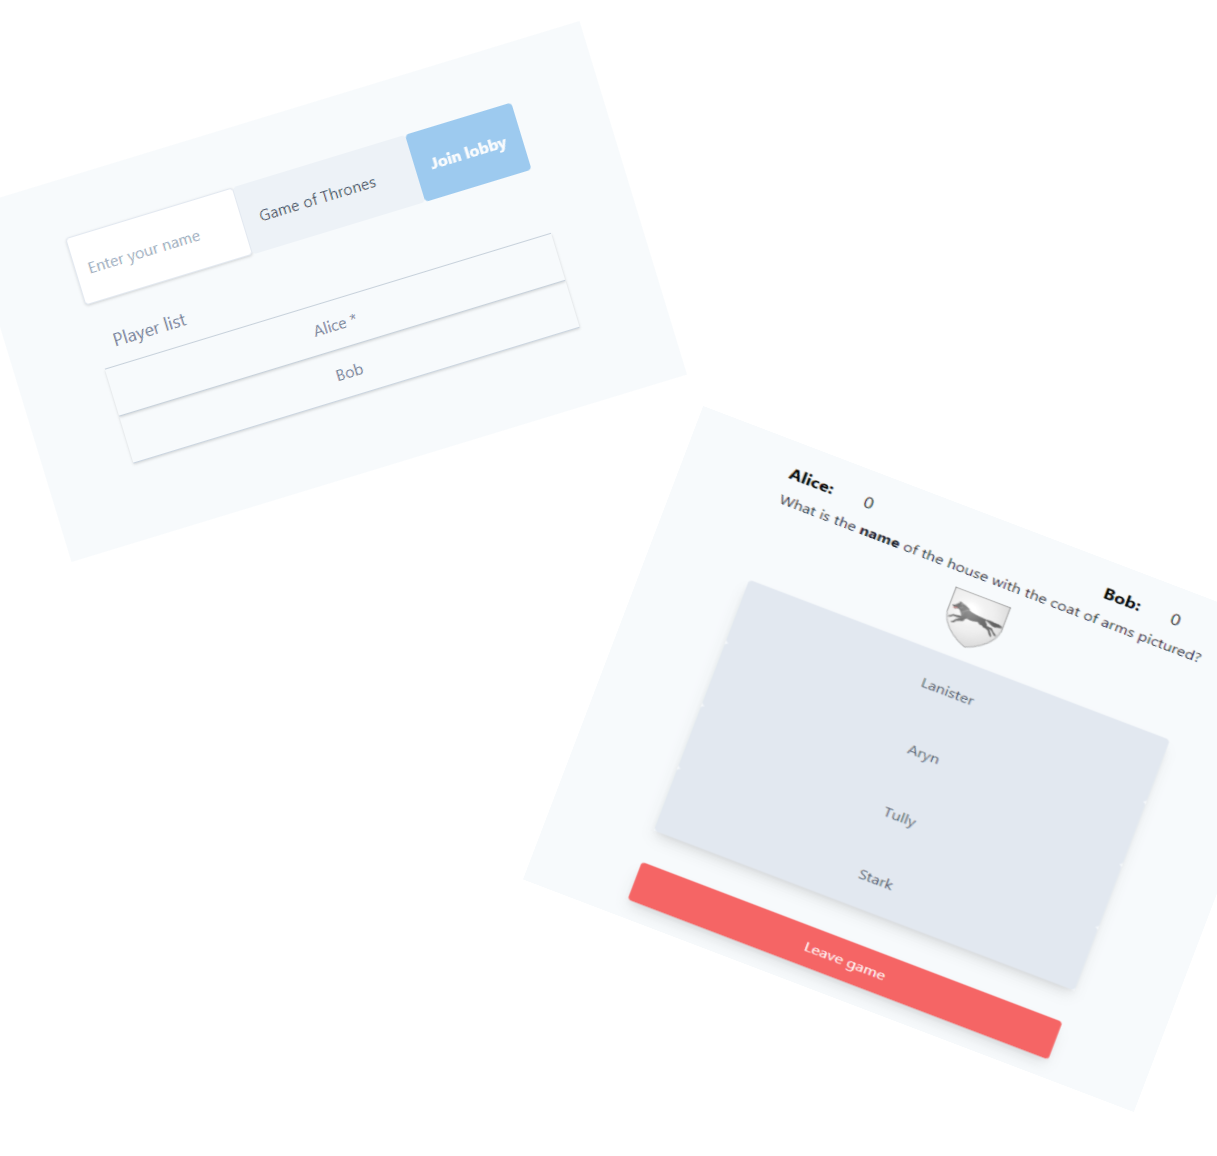 Enter your name
Game of Thrones
Join lobby
Player list
Alice *
Bob
Alice: 0
Bob: 0
What is the name of the house with the coat of arms pictured?
Lanister
Aryn
Tully
Stark
Leave game